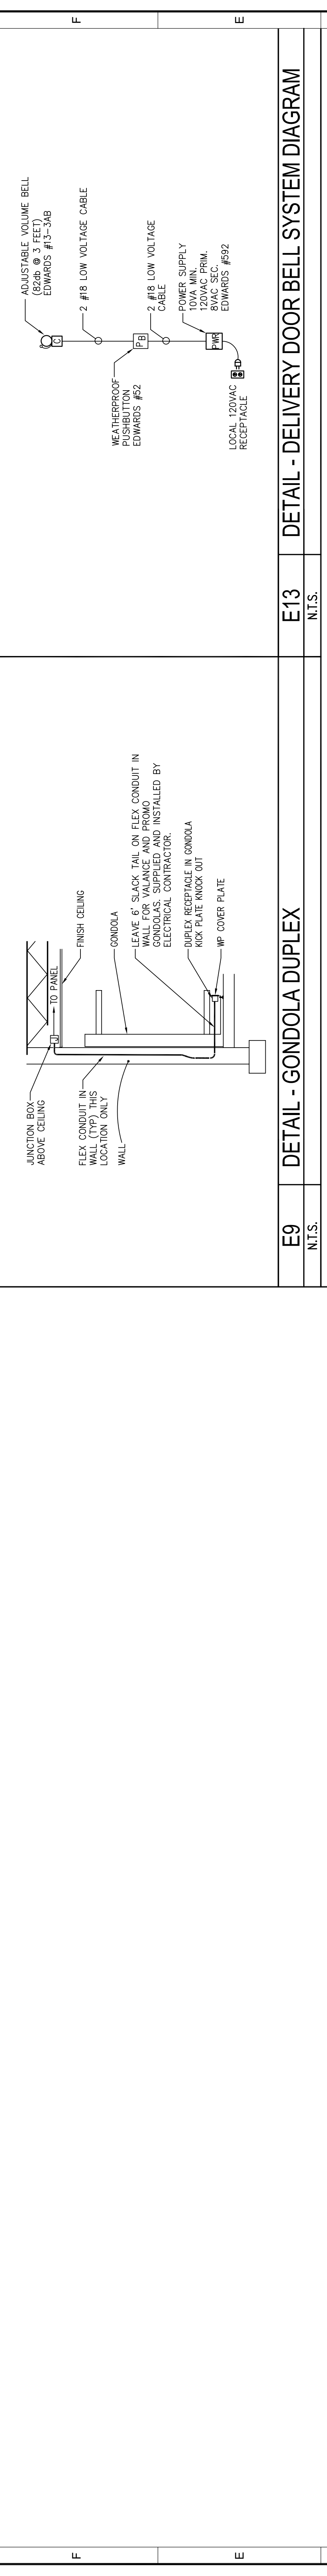 F
E
JUNCTION BOX
ABOVE CEILING
TO PANEL
J
FINISH CEILING
FLEX CONDUIT IN
WALL (TYP) THIS
LOCATION ONLY
GONDOLA
WALL
LEAVE 6' SLACK TAIL ON FLEX CONDUIT IN
WALL FOR VALANCE AND PROMO
GONDOLAS. SUPPLIED AND INSTALLED BY
ELECTRICAL CONTRACTOR.
DUPLEX RECEPTACLE IN GONDOLA
KICK PLATE KNOCK OUT
WP COVER PLATE
E9
DETAIL - GONDOLA DUPLEX
N.T.S.
ADJUSTABLE VOLUME BELL
(82db @ 3 FEET)
EDWARDS #13-3AB
C
2 #18 LOW VOLTAGE CABLE
WEATHERPROOF
PUSHBUTTON
EDWARDS #52
PB
2 #18 LOW VOLTAGE
CABLE
POWER SUPPLY
10VA MIN.
120VAC PRIM.
8VAC SEC.
EDWARDS #592
PWR
LOCAL 120VAC
RECEPTACLE
E13
DETAIL - DELIVERY DOOR BELL SYSTEM DIAGRAM
N.T.S.
F
E